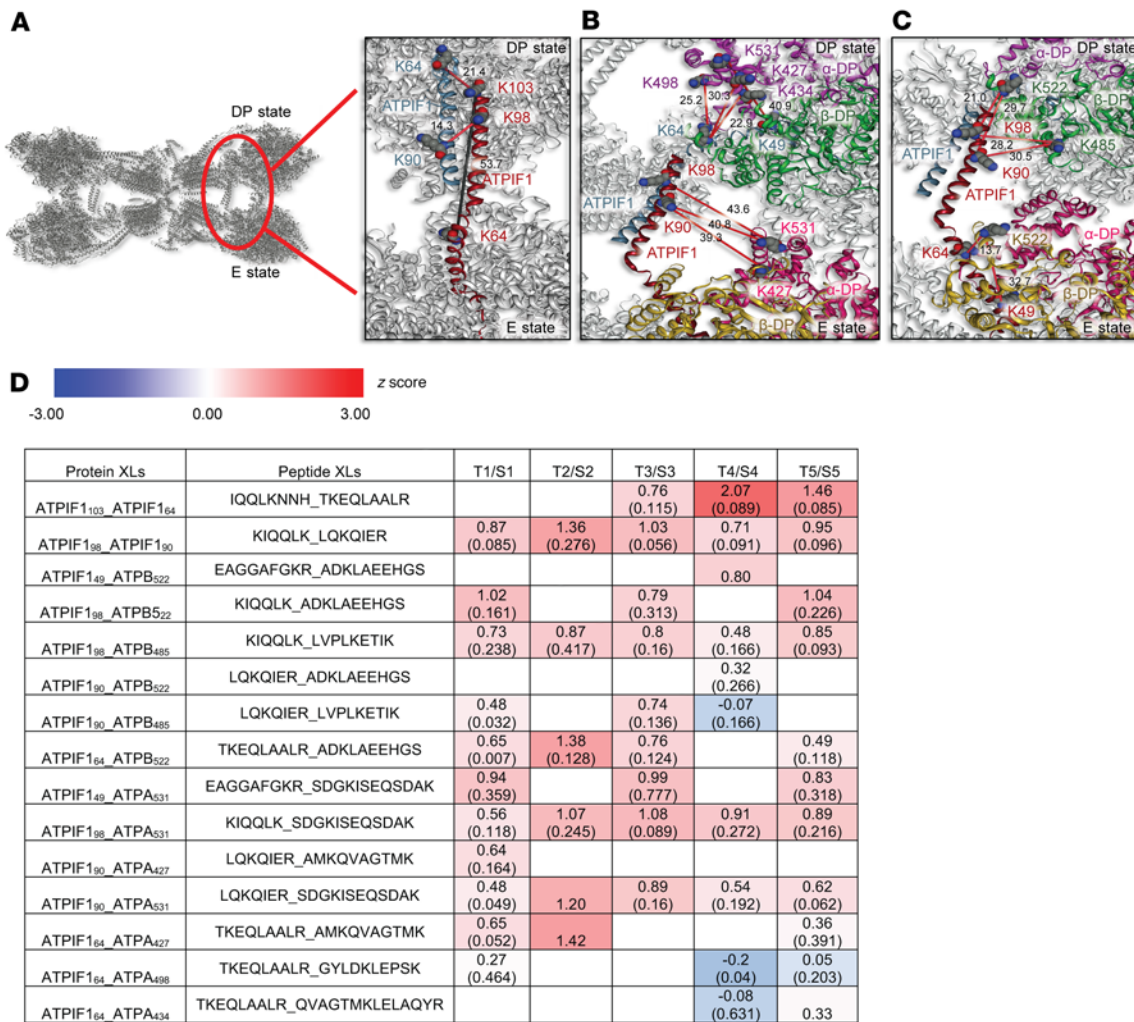 A
DP state
E state
DP state
K64
21.4
K103
ATPIF1
K98
14.3
K90
53.7
ATPIF1
K64
E state
B
DP state
K531
K498
K427
α-DP
K434
30.3
25.2
40.9
β-DP
22.9
K64
K49
K98
ATPIF1
43.6
K90
40.8
K531
39.3
ATPIF1
K427
α-DP
β-DP
E state
C
DP state
α-DP
21.0
K522
29.7
β-DP
K98
28.2
K485
ATPIF1
30.5
K90
ATPIF1
α-DP
K522
K64
13.7
32.7
β-DP
K49
E state
D
z score
-3.00 0.00 3.00
Protein XLs Peptide XLs T1/S1 T2/S2 T3/S3 T4/S4 T5/S5
ATPIF1₁₀₃_ATPIF1₆₄ IQQLKNNH_TKEQLAALR 0.76 (0.115) 2.07 (0.089) 1.46 (0.085)
ATPIF1₉₈_ATPIF1₉₀ KIQQLK_LQKQIER 0.87 (0.085) 1.36 (0.276) 1.03 (0.056) 0.71 (0.091) 0.95 (0.096)
ATPIF1₄₉_ATPB₅₂₂ EAGGAFGKR_ADKLAEEHGS 0.80
ATPIF1₉₈_ATPB5₂₂ KIQQLK_ADKLAEEHGS 1.02 (0.161) 0.79 (0.313) 1.04 (0.226)
ATPIF1₉₈_ATPB₄₈₅ KIQQLK_LVPLKETIK 0.73 (0.238) 0.87 (0.417) 0.8 (0.16) 0.48 (0.166) 0.85 (0.093)
ATPIF1₉₀_ATPB₅₂₂ LQKQIER_ADKLAEEHGS 0.32 (0.266)
ATPIF1₉₀_ATPB₄₈₅ LQKQIER_LVPLKETIK 0.48 (0.032) 0.74 (0.136) -0.07 (0.166)
ATPIF1₆₄_ATPB₅₂₂ TKEQLAALR_ADKLAEEHGS 0.65 (0.007) 1.38 (0.128) 0.76 (0.124) 0.49 (0.118)
ATPIF1₄₉_ATPA₅₃₁ EAGGAFGKR_SDGKISEQSDAK 0.94 (0.359) 0.99 (0.777) 0.83 (0.318)
ATPIF1₉₈_ATPA₅₃₁ KIQQLK_SDGKISEQSDAK 0.56 (0.118) 1.07 (0.245) 1.08 (0.089) 0.91 (0.272) 0.89 (0.216)
ATPIF1₉₀_ATPA₄₂₇ LQKQIER_AMKQVAGTMK 0.64 (0.164)
ATPIF1₉₀_ATPA₅₃₁ LQKQIER_SDGKISEQSDAK 0.48 (0.049) 1.20 0.89 (0.16) 0.54 (0.192) 0.62 (0.062)
ATPIF1₆₄_ATPA₄₂₇ TKEQLAALR_AMKQVAGTMK 0.65 (0.052) 1.42 0.36 (0.391)
ATPIF1₆₄_ATPA₄₉₈ TKEQLAALR_GYLDKLEPSK 0.27 (0.464) -0.2 (0.04) 0.05 (0.203)
ATPIF1₆₄_ATPA₄₃₄ TKEQLAALR_QVAGTMKLELAQYR -0.08 (0.631) 0.33